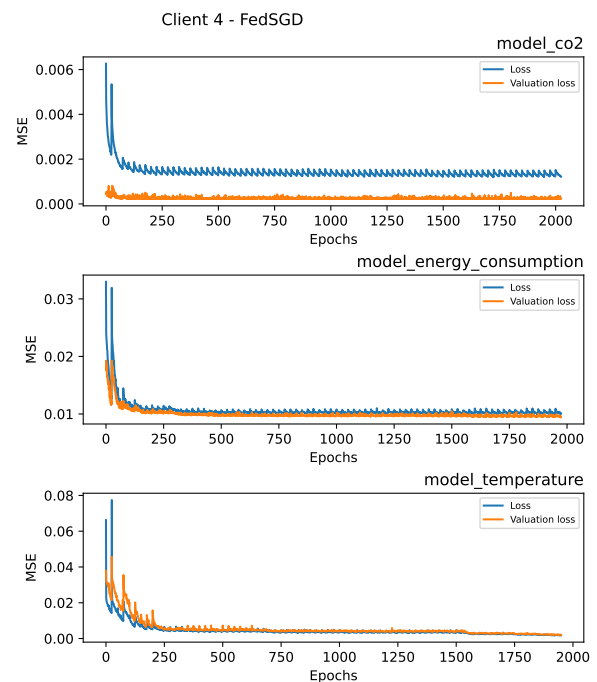 Client 4 - FedSGD
model_co2
MSE
0.006
0.004
0.002
0.000
Loss
Valuation loss
0 250 500 750 1000 1250 1500 1750 2000
Epochs
model_energy_consumption
MSE
0.03
0.02
0.01
Loss
Valuation loss
0 250 500 750 1000 1250 1500 1750 2000
Epochs
model_temperature
MSE
0.08
0.06
0.04
0.02
0.00
Loss
Valuation loss
0 250 500 750 1000 1250 1500 1750 2000
Epochs